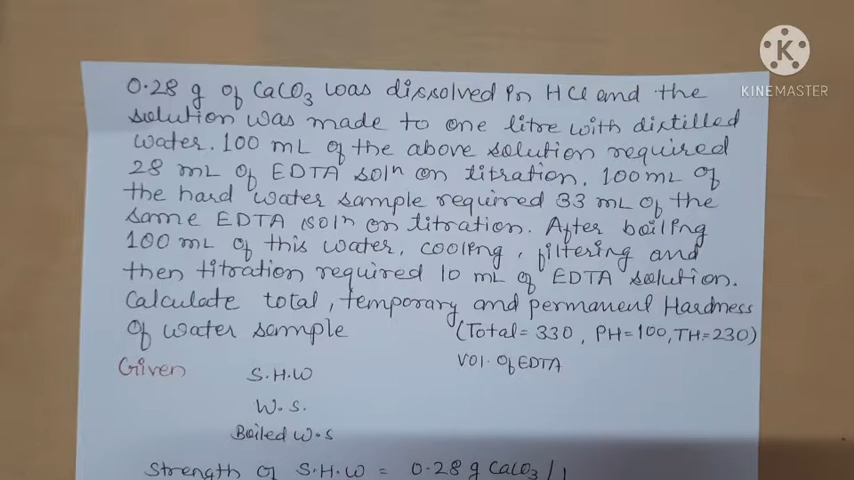 KINEMASTER
0.28 g of CaCO3 was dissolved in HCl and the
solution was made to one litre with distilled
water. 100 mL of the above solution required
28 mL of EDTA solⁿ on titration. 100 mL of
the hard water sample required 33 mL of the
same EDTA solⁿ on titration. After boiling
100 mL of this water, cooling, filtering and
then titration required 10 mL of EDTA solution.
Calculate total, temporary and permanent Hardness
of water sample (Total = 330, PH=100, TH=230)
Given S.H.W Vol. of EDTA
W.S.
Boiled W.S
Strength of S.H.W = 0.28 g CaCO3/l